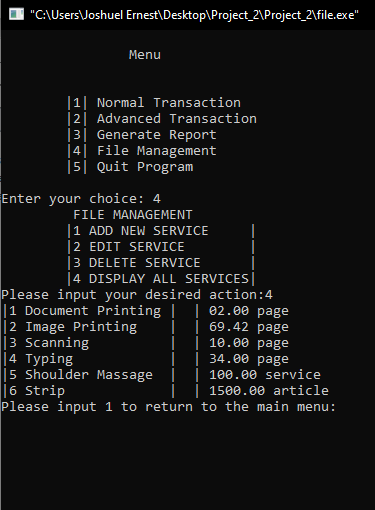 "C:\Users\Joshuel Ernest\Desktop\Project_2\Project_2\file.exe"
Menu
|1| Normal Transaction
|2| Advanced Transaction
|3| Generate Report
|4| File Management
|5| Quit Program
Enter your choice: 4
FILE MANAGEMENT
|1 ADD NEW SERVICE     |
|2 EDIT SERVICE        |
|3 DELETE SERVICE      |
|4 DISPLAY ALL SERVICES|
Please input your desired action:4
|1 Document Printing |  | 02.00 page
|2 Image Printing    |  | 69.42 page
|3 Scanning          |  | 10.00 page
|4 Typing            |  | 34.00 page
|5 Shoulder Massage  |  | 100.00 service
|6 Strip             |  | 1500.00 article
Please input 1 to return to the main menu: